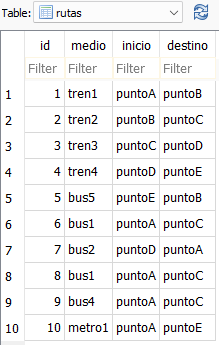 Table: rutas
id medio inicio destino
Filter Filter Filter Filter
1 1 tren1 puntoA puntoB
2 2 tren2 puntoB puntoC
3 3 tren3 puntoC puntoD
4 4 tren4 puntoD puntoE
5 5 bus5 puntoE puntoB
6 6 bus1 puntoA puntoC
7 7 bus2 puntoD puntoA
8 8 bus1 puntoA puntoC
9 9 bus4 puntoA puntoC
10 10 metro1 puntoA puntoE